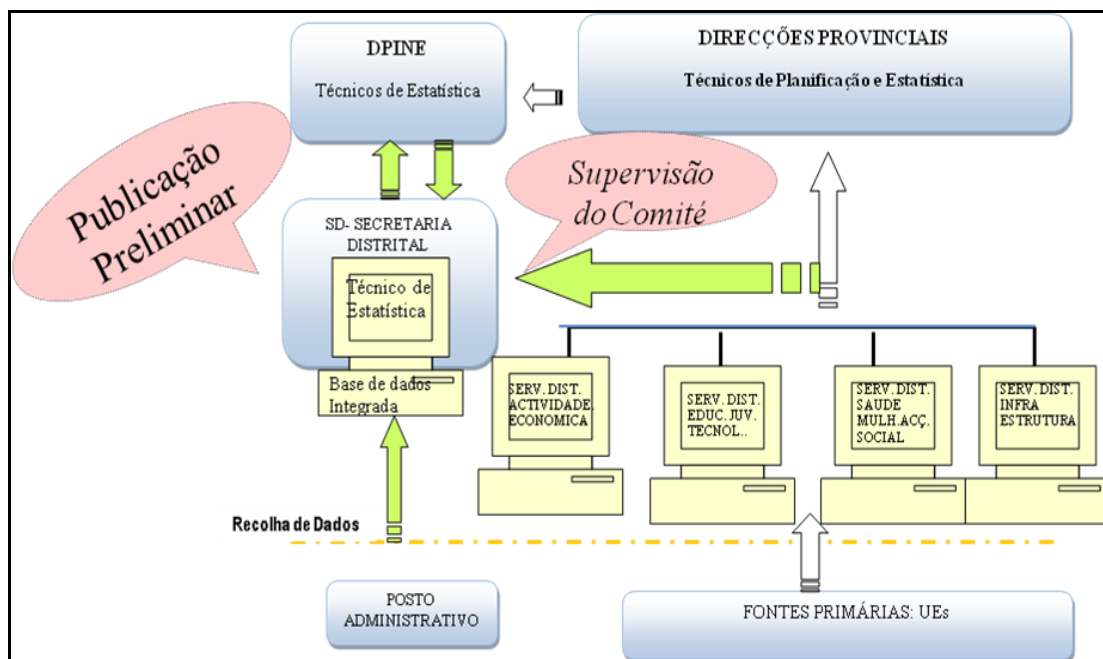 DPINE
Técnicos de Estatística
DIRECÇÕES PROVINCIAIS
Técnicos de Planificação e Estatística
Publicação
Preliminar
Supervisão
do Comité
SD- SECRETARIA
DISTRITAL
Técnico de
Estatística
Base de dados
Integrada
SERV. DIST.
ACTIVIDADE.
ECONOMICA
SERV. DIST.
EDUC. JUV.
TECNOL..
SERV. DIST.
SAUDE
MULH.ACÇ.
SOCIAL
SERV. DIST.
INFRA
ESTRUTURA
Recolha de Dados
POSTO
ADMINISTRATIVO
FONTES PRIMÁRIAS: UEs